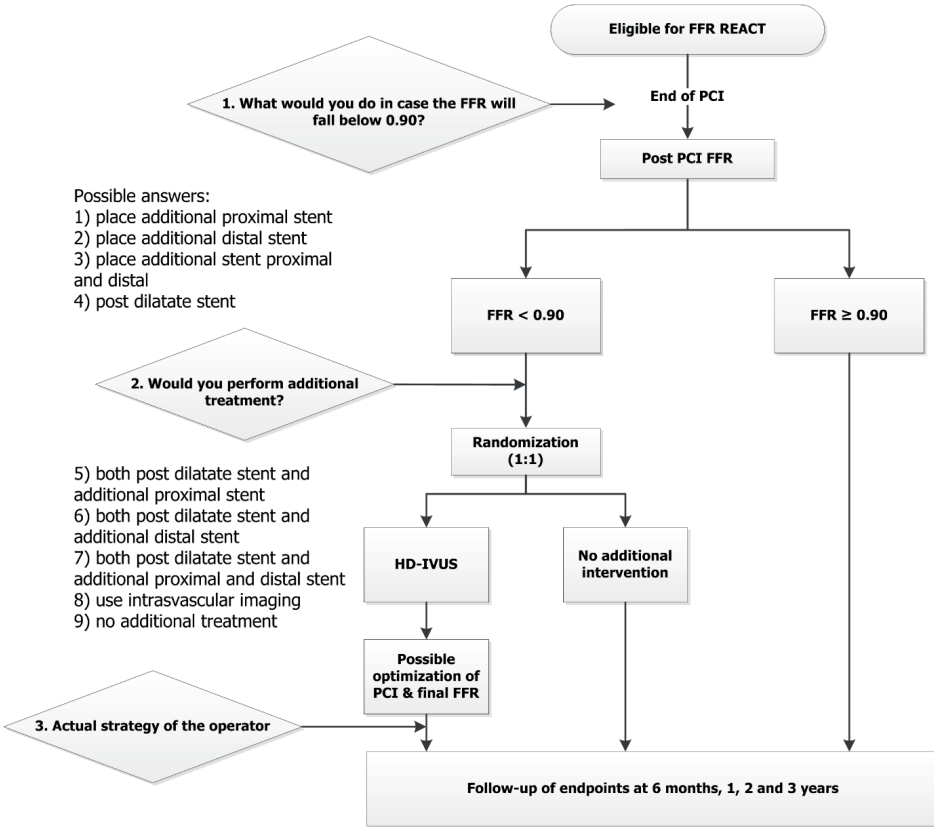 Eligible for FFR REACT
1. What would you do in case the FFR will
fall below 0.90?
End of PCI
Post PCI FFR
Possible answers:
1) place additional proximal stent
2) place additional distal stent
3) place additional stent proximal
and distal
4) post dilatate stent
FFR < 0.90
FFR ≥ 0.90
2. Would you perform additional
treatment?
Randomization
(1:1)
5) both post dilatate stent and
additional proximal stent
6) both post dilatate stent and
additional distal stent
7) both post dilatate stent and
additional proximal and distal stent
8) use intrasvascular imaging
9) no additional treatment
HD-IVUS
No additional
intervention
Possible
optimization of
PCI & final FFR
3. Actual strategy of the operator
Follow-up of endpoints at 6 months, 1, 2 and 3 years